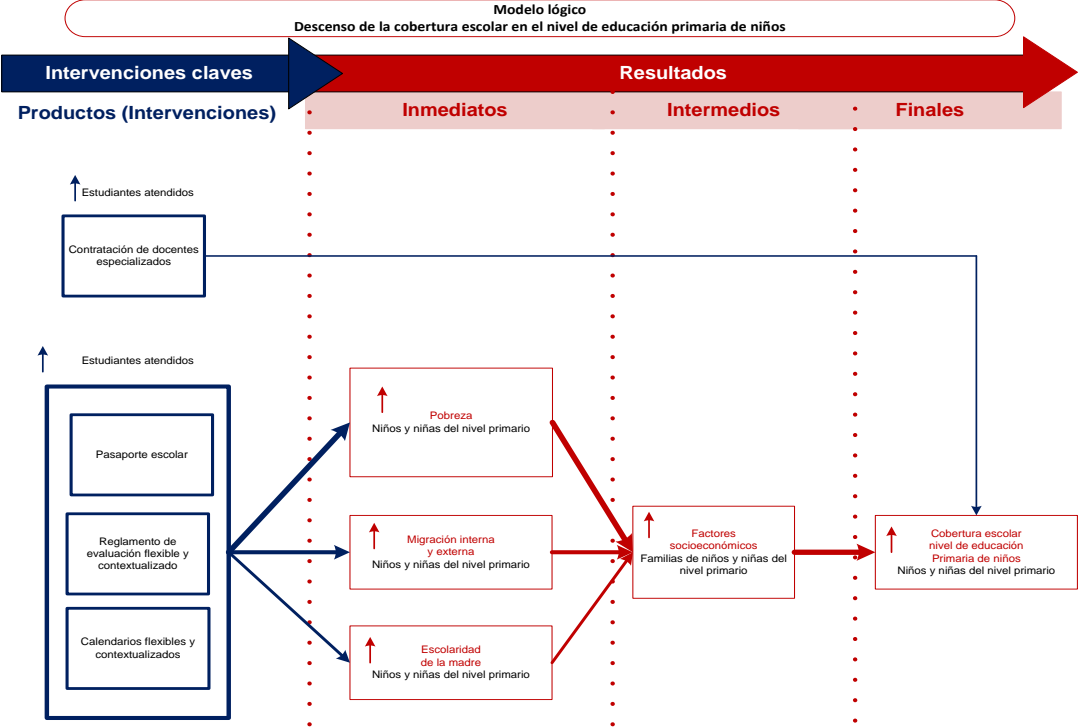 Modelo lógico
Descenso de la cobertura escolar en el nivel de educación primaria de niños
Intervenciones claves
Resultados
Productos (Intervenciones)
Inmediatos
Intermedios
Finales
Estudiantes atendidos
Contratación de docentes
especializados
Estudiantes atendidos
Pasaporte escolar
Reglamento de
evaluación flexible y
contextualizado
Calendarios flexibles y
contextualizados
Pobreza
Niños y niñas del nivel primario
Migración interna
y externa
Niños y niñas del nivel primario
Escolaridad
de la madre
Niños y niñas del nivel primario
Factores
socioeconómicos
Familias de niños y niñas del
nivel primario
Cobertura escolar
nivel de educación
Primaria de niños
Niños y niñas del nivel primario